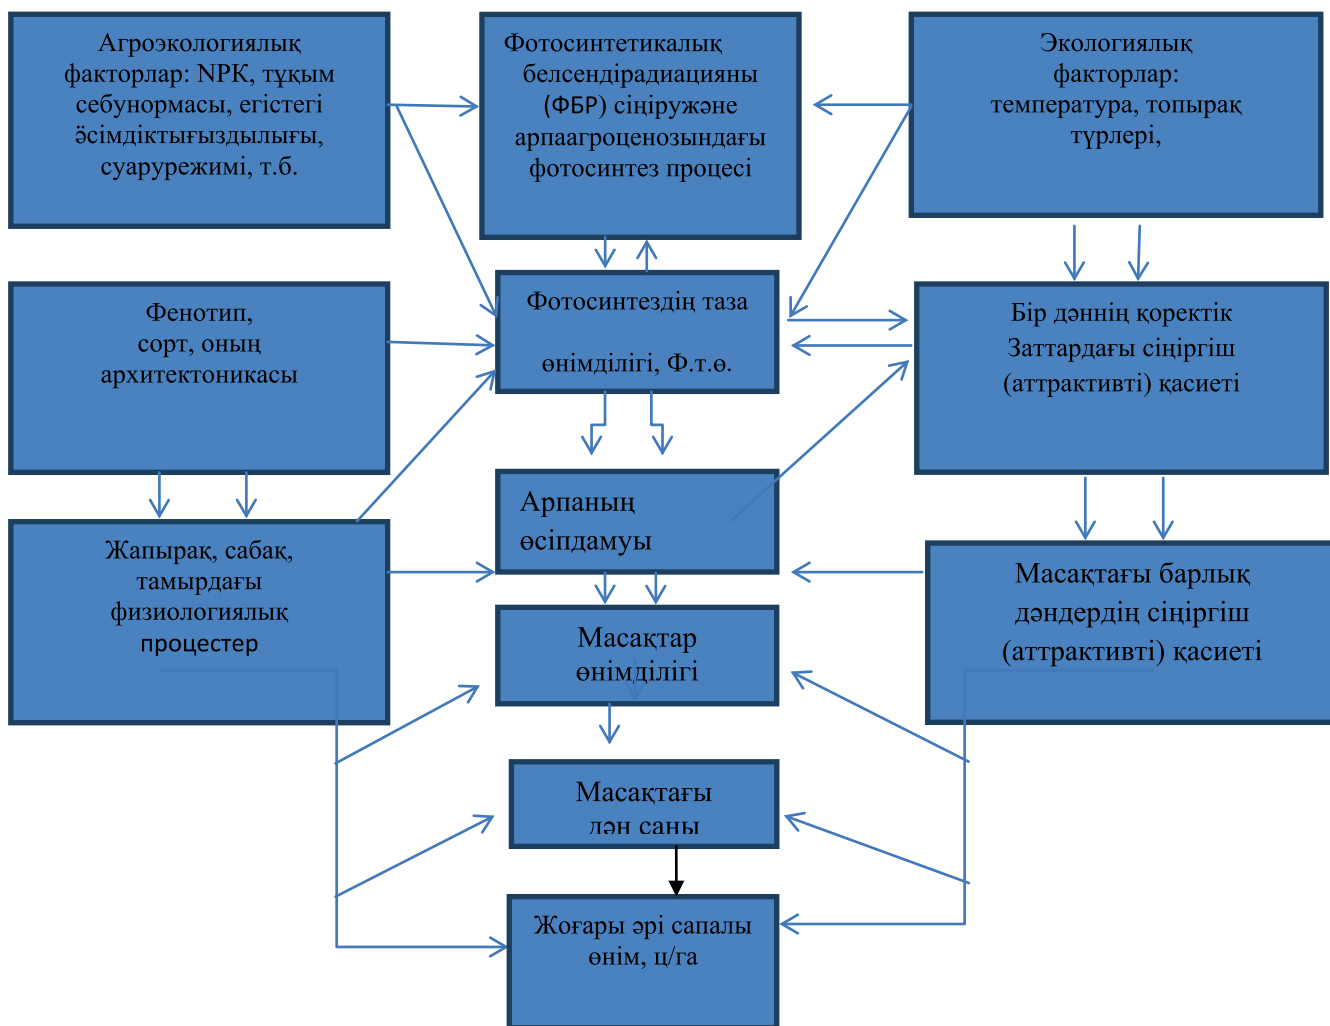 Агроэкологиялық
факторлар: NPК, тұқым
себунормасы, егістегі
өсімдіктығыздылығы,
суарурежимі, т.б.
Фотосинтетикалық
белсендірадиацияны
(ФБР) сіңіружәне
арпаагроценозындағы
фотосинтез процесі
Экологиялық
факторлар:
температура, топырақ
түрлері,
Фенотип,
сорт, оның
архитектоникасы
Фотосинтездің таза
өнімділігі, Ф.т.ө.
Бір дәннің қоректік
Заттардағы сіңіргіш
(аттрактивті) қасиеті
Жапырақ, сабақ,
тамырдағы
физиологиялық
процестер
Арпаның
өсіпдамуы
Масақтағы барлық
дәндердің сіңіргіш
(аттрактивті) қасиеті
Масақтар
өнімділігі
Масақтағы
дән саны
Жоғары әрі сапалы
өнім, ц/га